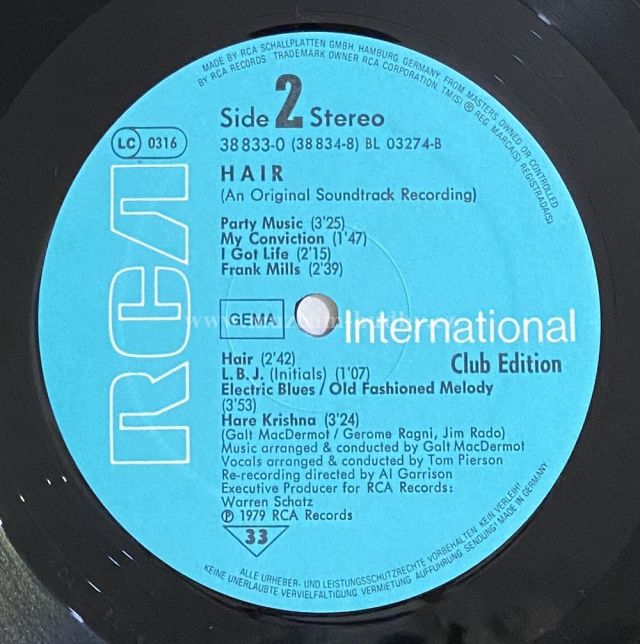 MADE BY RCA SCHALLPLATTEN GMBH, HAMBURG, GERMANY, FROM MASTERS OWNED OR CONTROLLED
BY RCA RECORDS TRADEMARK OWNER RCA CORPORATION. TM(S) ® REG. MARCA(S) REGISTRADA(S)
Side 2 Stereo
LC 0316
38 833-0 (38 834-8) BL 03274-B
HAIR
(An Original Soundtrack Recording)
Party Music (3'25)
My Conviction (1'47)
I Got Life (2'15)
Frank Mills (2'39)
RCA
GEMA
International
Club Edition
Hair (2'42)
L.B.J. (Initials) (1'07)
Electric Blues / Old Fashioned Melody
(3'53)
Hare Krishna (3'24)
(Galt MacDermot / Gerome Ragni, Jim Rado)
Music arranged & conducted by Galt MacDermot
Vocals arranged & conducted by Tom Pierson
Re-recording directed by Al Garrison
Executive Producer for RCA Records:
Warren Schatz
Ⓟ 1979 RCA Records
33
ALLE URHEBER- UND LEISTUNGSSCHUTZRECHTE VORBEHALTEN. KEIN VERLEIH!
KEINE UNERLAUBTE VERVIELFÄLTIGUNG VERMIETUNG AUFFÜHRUNG SENDUNG! MADE IN GERMANY